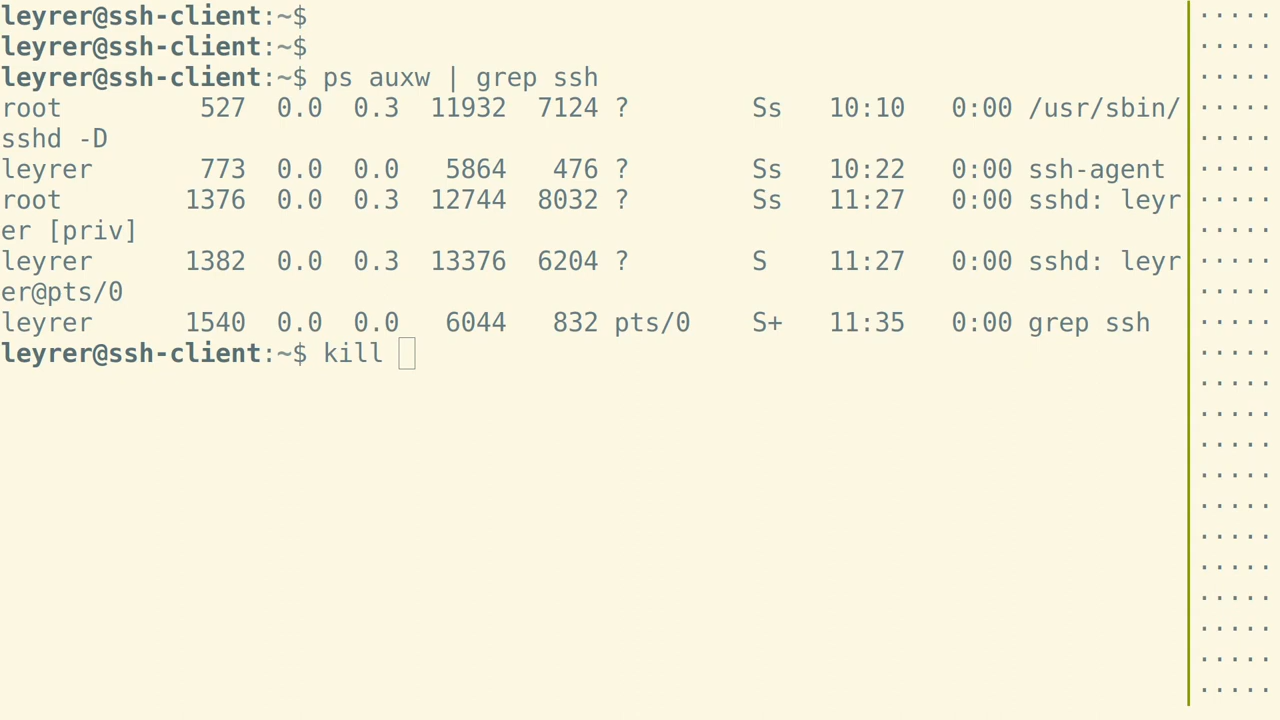 leyrer@ssh-client:~$
leyrer@ssh-client:~$
leyrer@ssh-client:~$ ps auxw | grep ssh
root         527  0.0  0.3  11932  7124 ?        Ss   10:10   0:00 /usr/sbin/
sshd -D
leyrer       773  0.0  0.0   5864   476 ?        Ss   10:22   0:00 ssh-agent
root        1376  0.0  0.3  12744  8032 ?        Ss   11:27   0:00 sshd: leyr
er [priv]
leyrer      1382  0.0  0.3  13376  6204 ?        S    11:27   0:00 sshd: leyr
er@pts/0
leyrer      1540  0.0  0.0   6044   832 pts/0    S+   11:35   0:00 grep ssh
leyrer@ssh-client:~$ kill